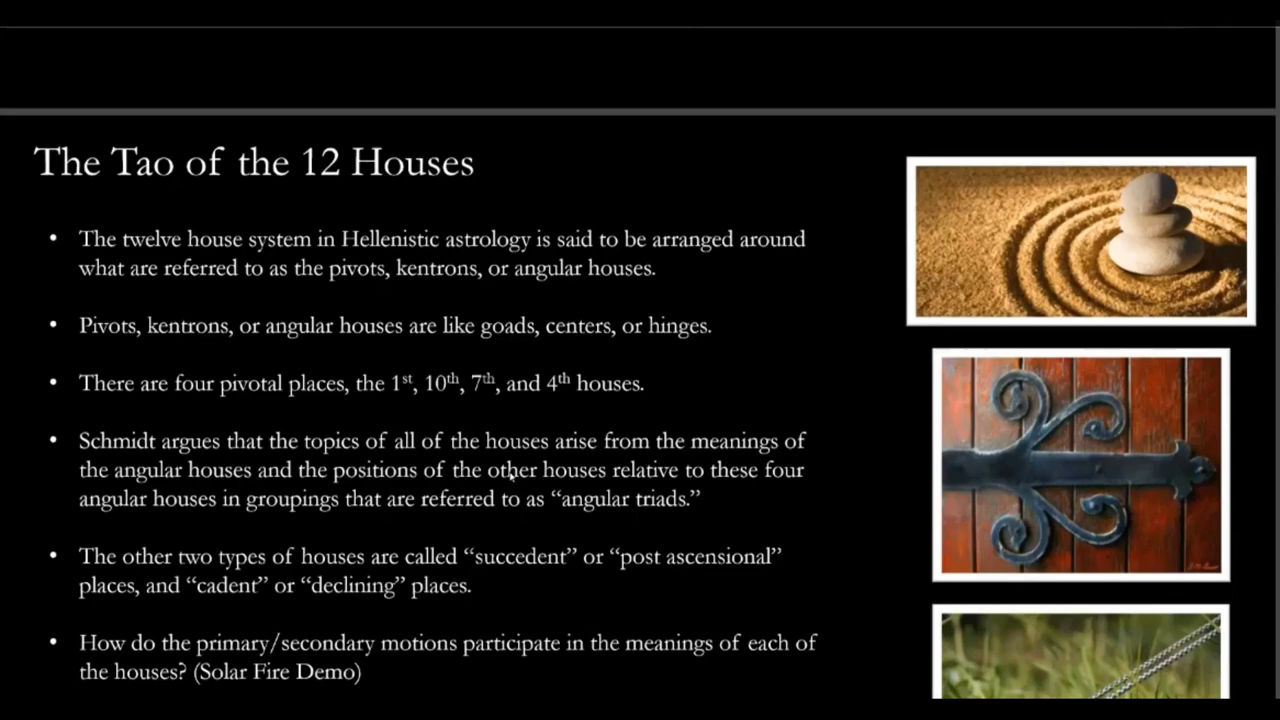 The Tao of the 12 Houses
• The twelve house system in Hellenistic astrology is said to be arranged around
what are referred to as the pivots, kentrons, or angular houses.
• Pivots, kentrons, or angular houses are like goads, centers, or hinges.
• There are four pivotal places, the 1st, 10th, 7th, and 4th houses.
• Schmidt argues that the topics of all of the houses arise from the meanings of
the angular houses and the positions of the other houses relative to these four
angular houses in groupings that are referred to as “angular triads.”
• The other two types of houses are called “succedent” or “post ascensional”
places, and “cadent” or “declining” places.
• How do the primary/secondary motions participate in the meanings of each of
the houses? (Solar Fire Demo)